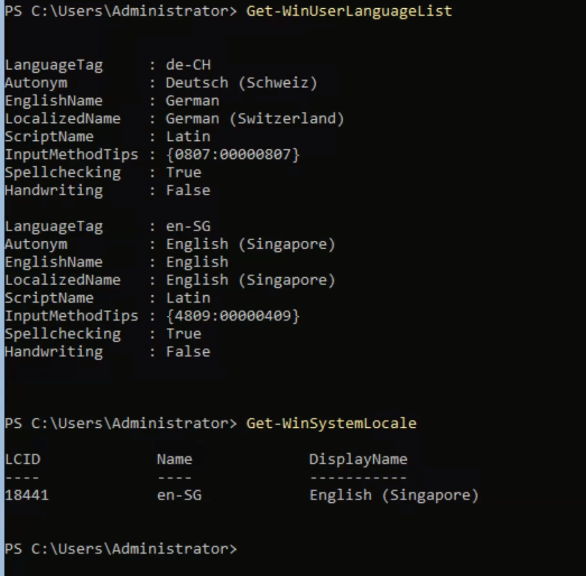 PS C:\Users\Administrator> Get-WinUserLanguageList
LanguageTag : de-CH
Autonym : Deutsch (Schweiz)
EnglishName : German
LocalizedName : German (Switzerland)
ScriptName : Latin
InputMethodTips : {0807:00000807}
Spellchecking : True
Handwriting : False
LanguageTag : en-SG
Autonym : English (Singapore)
EnglishName : English
LocalizedName : English (Singapore)
ScriptName : Latin
InputMethodTips : {4809:00000409}
Spellchecking : True
Handwriting : False
PS C:\Users\Administrator> Get-WinSystemLocale
LCID Name DisplayName
---- ---- -----------
18441 en-SG English (Singapore)
PS C:\Users\Administrator>